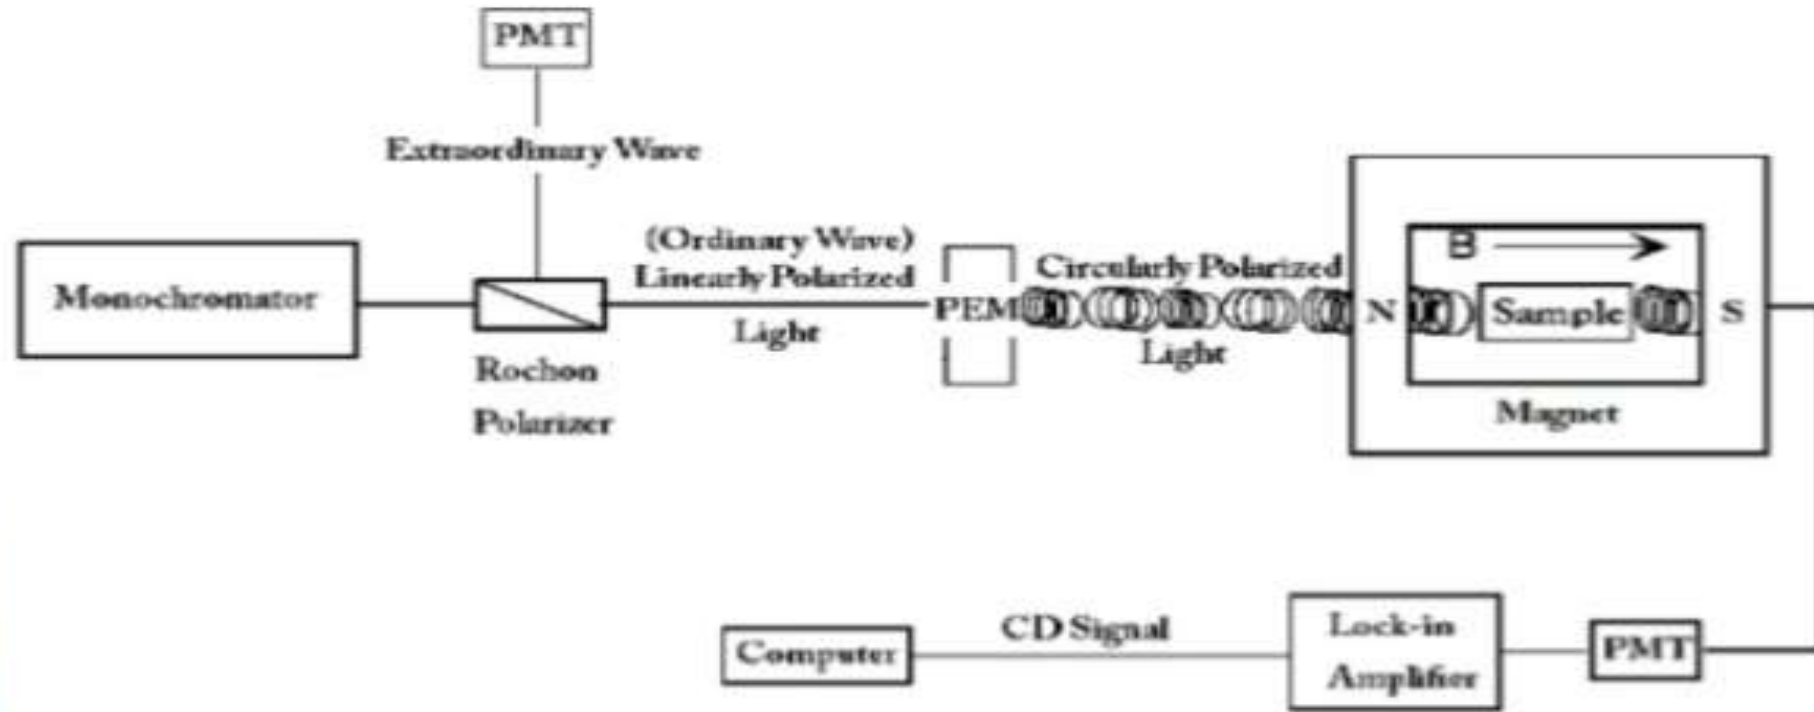 PMT
Extraordinary Wave
Monochromator
Rochon
Polarizer
(Ordinary Wave)
Linearly Polarized
Light
PEM
Circularly Polarized
Light
N
B
Sample
S
Magnet
Computer
CD Signal
Lock-in
Amplifier
PMT